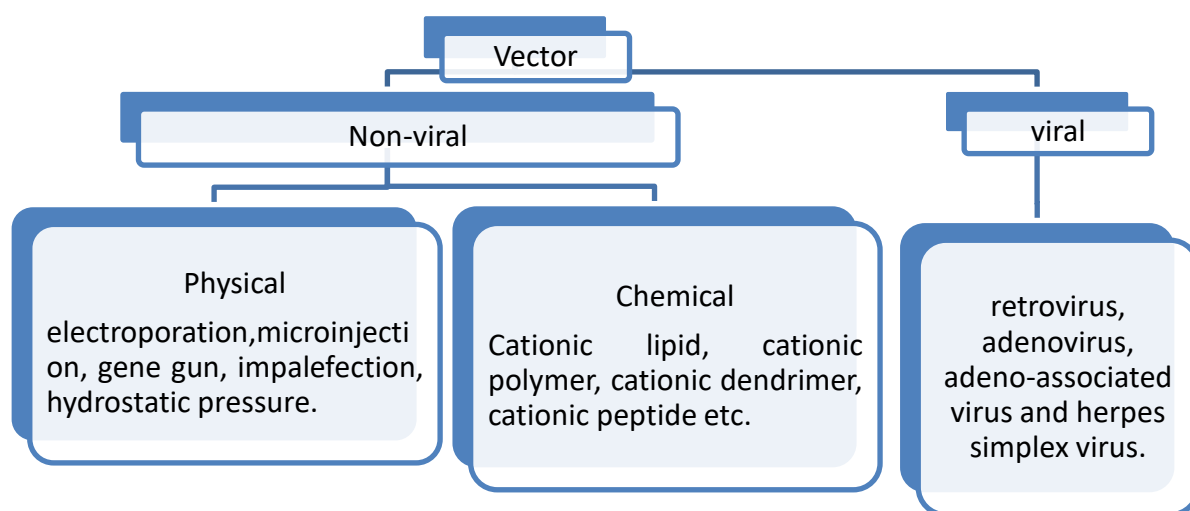 Vector
Non-viral
viral
Physical
electroporation,microinjecti
on, gene gun, impalefection,
hydrostatic pressure.
Chemical
Cationic lipid, cationic
polymer, cationic dendrimer,
cationic peptide etc.
retrovirus,
adenovirus,
adeno-associated
virus and herpes
simplex virus.